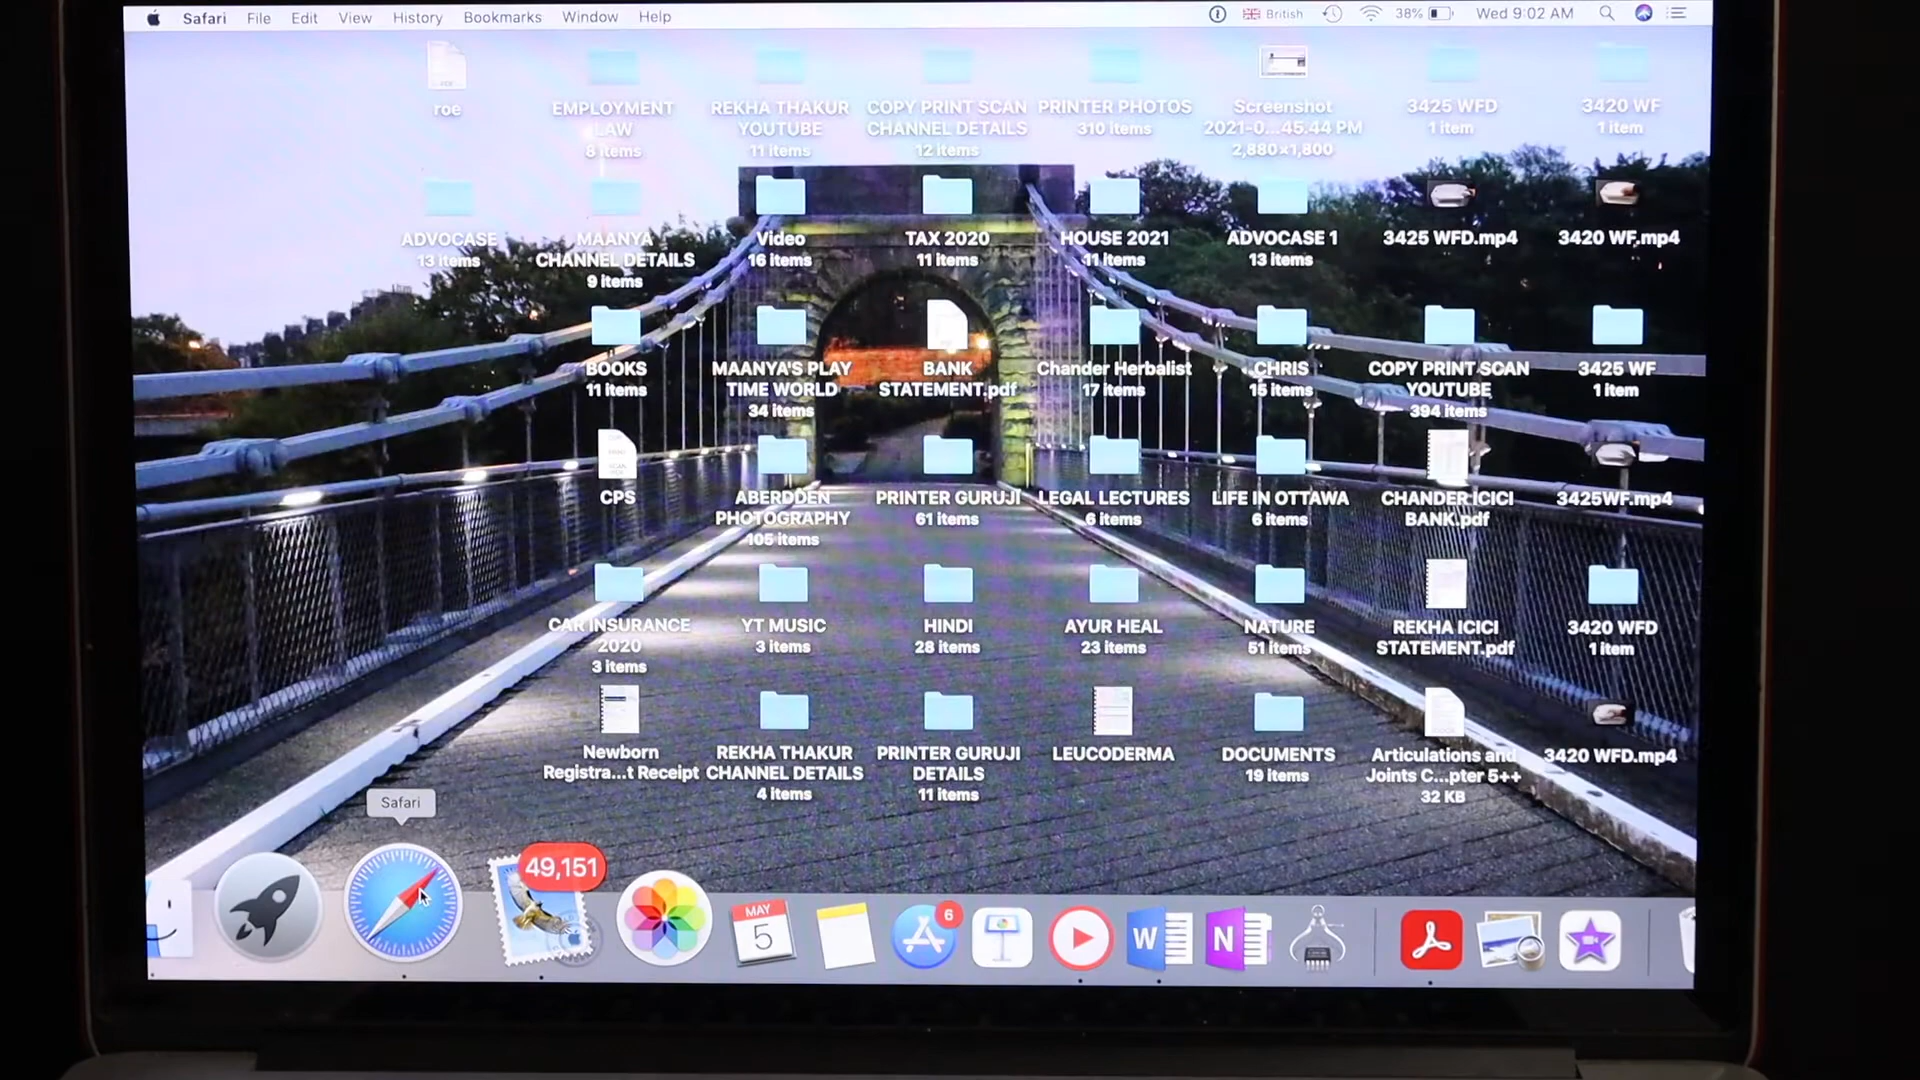 Safari File Edit View History Bookmarks Window Help
British 38% Wed 9:02 AM
roe
EMPLOYMENT
LAW
8 items
REKHA THAKUR
YOUTUBE
11 items
COPY PRINT SCAN
CHANNEL DETAILS
12 items
PRINTER PHOTOS
310 items
Screenshot
2021-0...45.44 PM
2,880×1,800
3425 WFD
1 item
3420 WF
1 item
ADVOCASE
13 items
MAANYA
CHANNEL DETAILS
9 items
Video
16 items
TAX 2020
11 items
HOUSE 2021
11 items
ADVOCASE 1
13 items
3425 WFD.mp4
3420 WF.mp4
BOOKS
11 items
MAANYA'S PLAY
TIME WORLD
34 items
BANK
STATEMENT.pdf
Chander Herbalist
17 items
CHRIS
15 items
COPY PRINT SCAN
YOUTUBE
394 items
3425 WF
1 item
CPS
ABERDDEN
PHOTOGRAPHY
105 items
PRINTER GURUJI
61 items
LEGAL LECTURES
6 items
LIFE IN OTTAWA
6 items
CHANDER ICICI
BANK.pdf
3425WF.mp4
CAR INSURANCE
2020
3 items
YT MUSIC
3 items
HINDI
28 items
AYUR HEAL
23 items
NATURE
51 items
REKHA ICICI
STATEMENT.pdf
3420 WFD
1 item
Newborn
Registra...t Receipt
REKHA THAKUR
CHANNEL DETAILS
4 items
PRINTER GURUJI
DETAILS
11 items
LEUCODERMA
DOCUMENTS
19 items
Articulations and
Joints C...pter 5++
32 KB
3420 WFD.mp4
Safari
49,151
MAY
5
6
W
N